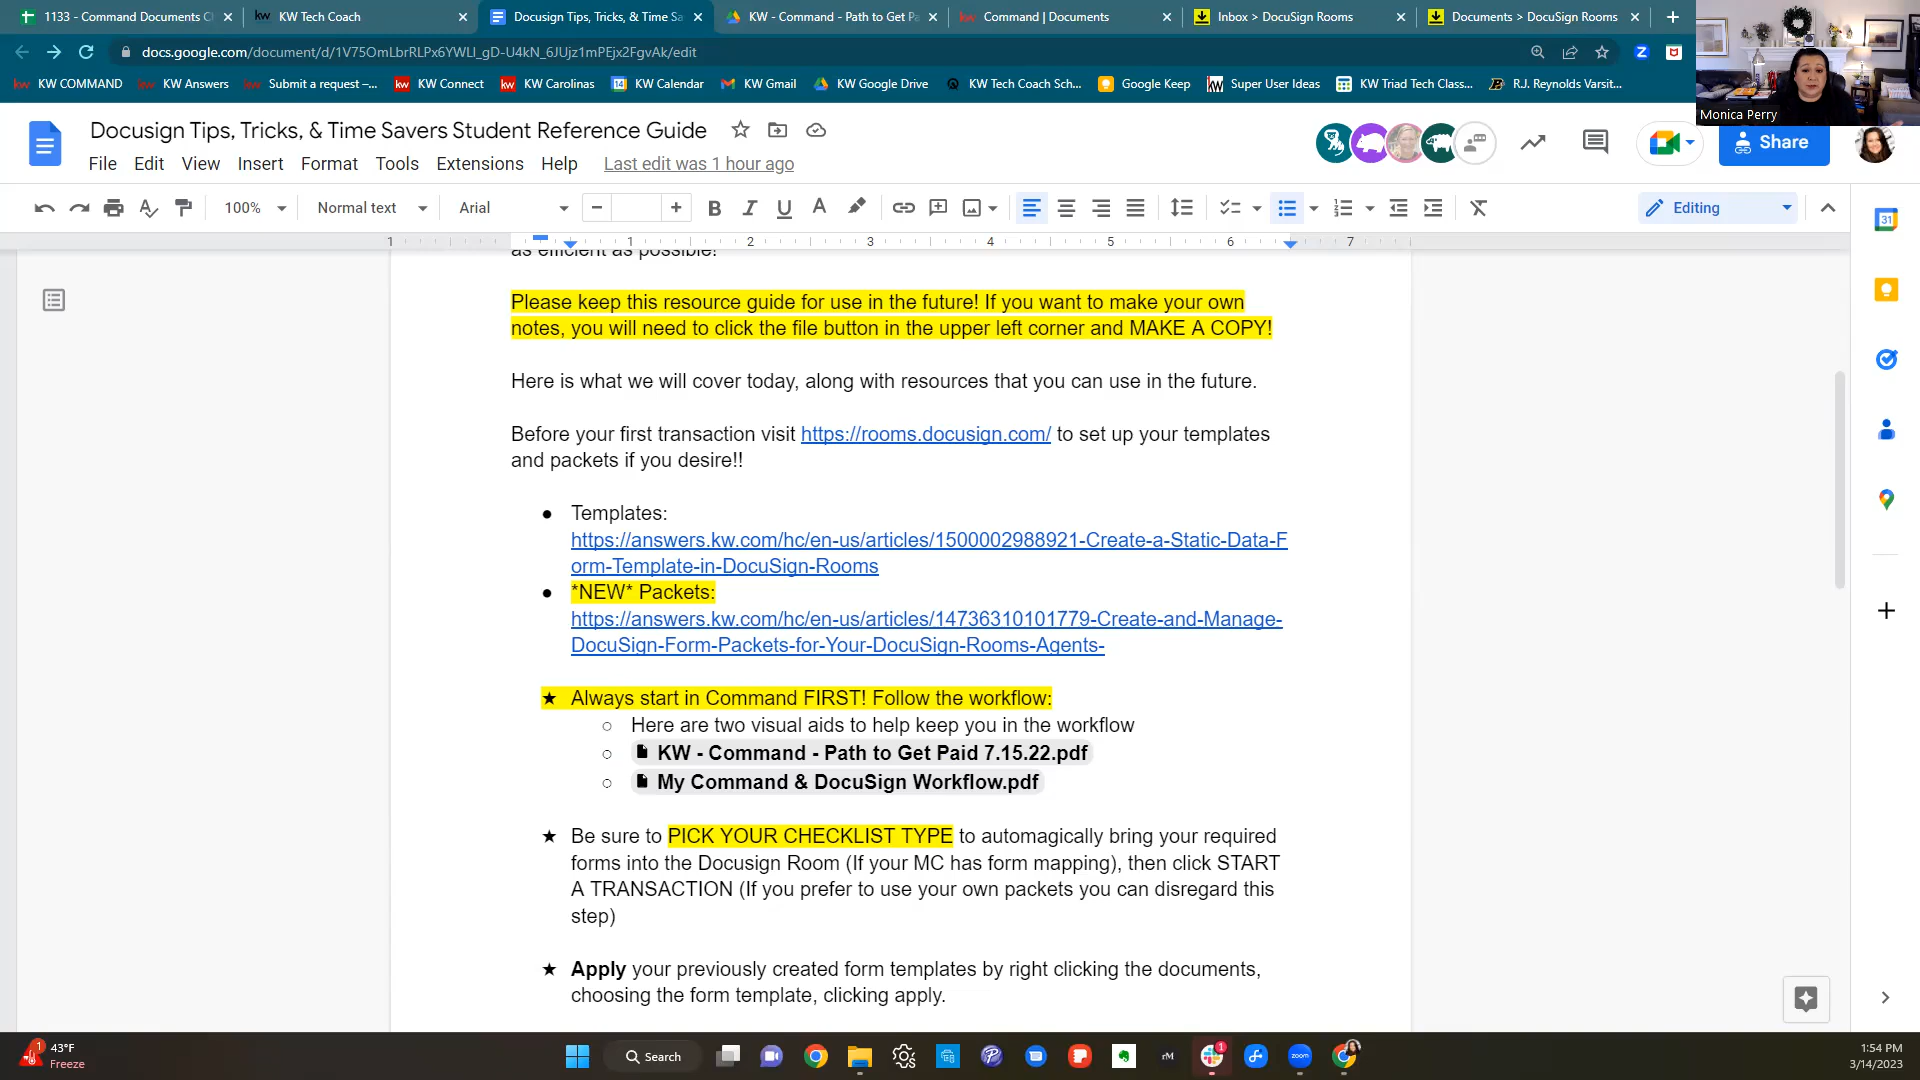 1133 - Command Documents C
KW Tech Coach
Docusign Tips, Tricks, & Time Sa
KW - Command - Path to Get Pa
Command | Documents
Inbox > DocuSign Rooms
Documents > DocuSign Rooms
docs.google.com/document/d/1V75OmLbrRLPx6YWLI_gD-U4kN_6JUjz1mPEjx2FgvAk/edit
KW COMMAND
KW Answers
Submit a request –...
KW Connect
KW Carolinas
KW Calendar
KW Gmail
KW Google Drive
KW Tech Coach Sch...
Google Keep
Super User Ideas
KW Triad Tech Class...
R.J. Reynolds Varsit...
Monica Perry
Docusign Tips, Tricks, & Time Savers Student Reference Guide
Share
File Edit View Insert Format Tools Extensions Help Last edit was 1 hour ago
100% Normal text Arial Editing
1 1 2 3 4 5 6 7
as efficient as possible!
Please keep this resource guide for use in the future! If you want to make your own
notes, you will need to click the file button in the upper left corner and MAKE A COPY!
Here is what we will cover today, along with resources that you can use in the future.
Before your first transaction visit https://rooms.docusign.com/ to set up your templates
and packets if you desire!!
● Templates:
https://answers.kw.com/hc/en-us/articles/1500002988921-Create-a-Static-Data-F
orm-Template-in-DocuSign-Rooms
● *NEW* Packets:
https://answers.kw.com/hc/en-us/articles/14736310101779-Create-and-Manage-
DocuSign-Form-Packets-for-Your-DocuSign-Rooms-Agents-
★ Always start in Command FIRST! Follow the workflow:
○ Here are two visual aids to help keep you in the workflow
○ KW - Command - Path to Get Paid 7.15.22.pdf
○ My Command & DocuSign Workflow.pdf
★ Be sure to PICK YOUR CHECKLIST TYPE to automagically bring your required
forms into the Docusign Room (If your MC has form mapping), then click START
A TRANSACTION (If you prefer to use your own packets you can disregard this
step)
★ Apply your previously created form templates by right clicking the documents,
choosing the form template, clicking apply.
1
43°F
Freeze
Search
1:54 PM
3/14/2023